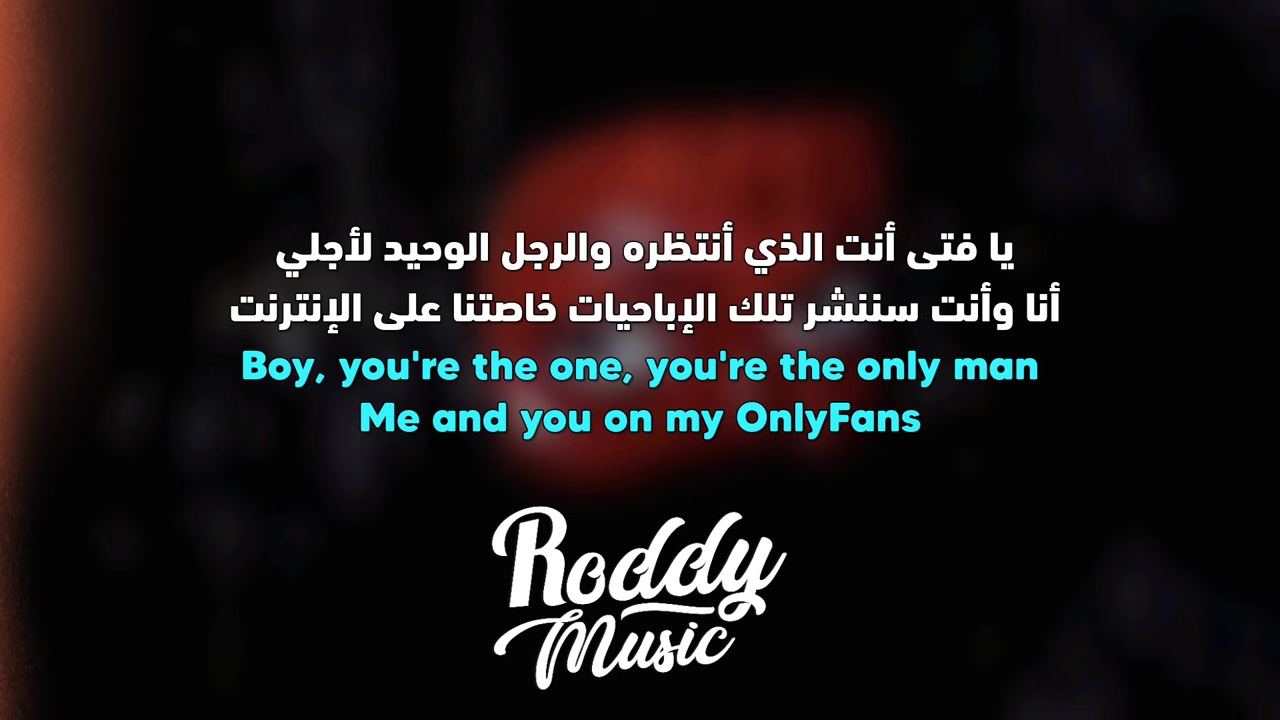 يا فتى أنت الذي أنتظره والرجل الوحيد لأجلي
أنا وأنت سننشر تلك الإباحيات خاصتنا على الإنترنت
Boy, you're the one, you're the only man
Me and you on my OnlyFans
Roddy
Music